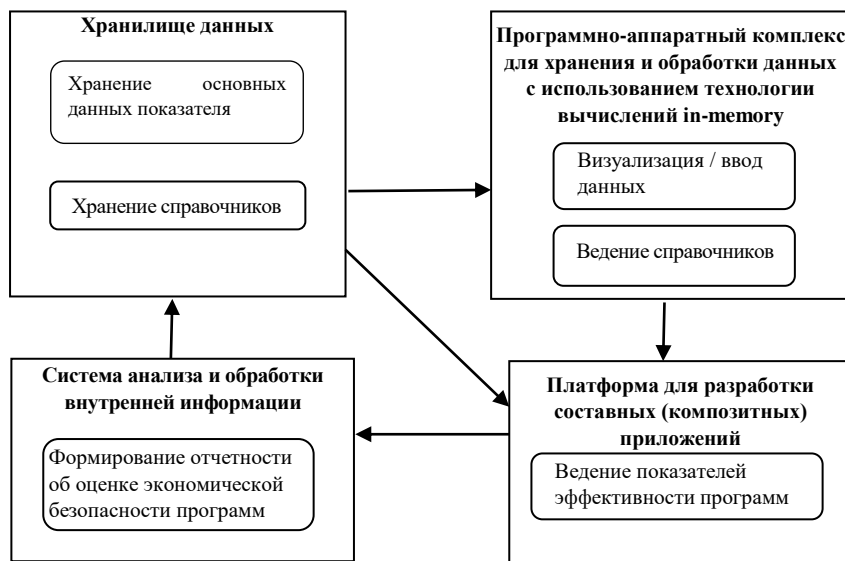 Хранилище данных
Хранение основных
данных показателя
Хранение справочников
Программно-аппаратный комплекс
для хранения и обработки данных
с использованием технологии
вычислений in-memory
Визуализация / ввод
данных
Ведение справочников
Система анализа и обработки
внутренней информации
Формирование отчетности
об оценке экономической
безопасности программ
Платформа для разработки
составных (композитных)
приложений
Ведение показателей
эффективности программ